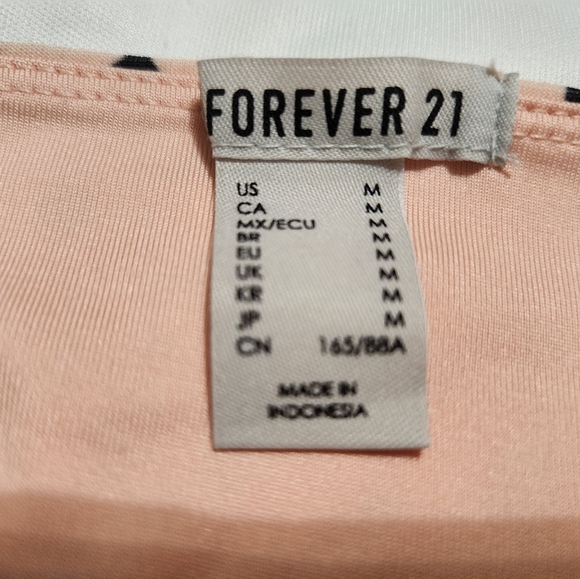 FOREVER 21
US M
CA M
MX/ECU M
BR M
EU M
UK M
KR M
JP M
CN 165/88A
MADE IN
INDONESIA